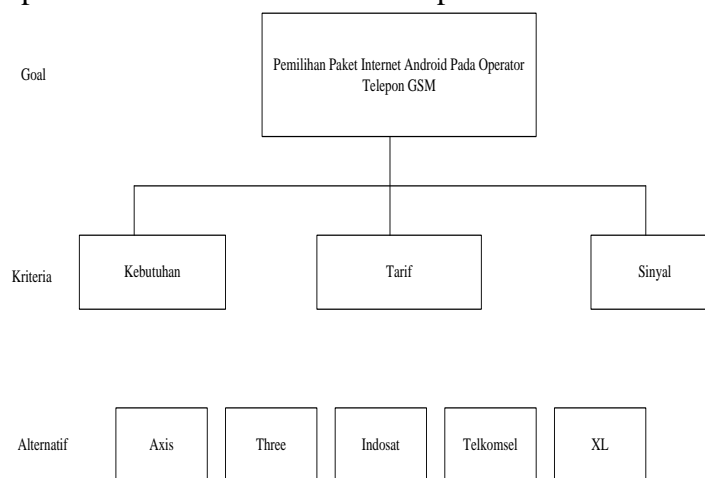 Goal
Pemilihan Paket Internet Android Pada Operator
Telepon GSM
Kriteria
Kebutuhan
Tarif
Sinyal
Alternatif
Axis
Three
Indosat
Telkomsel
XL